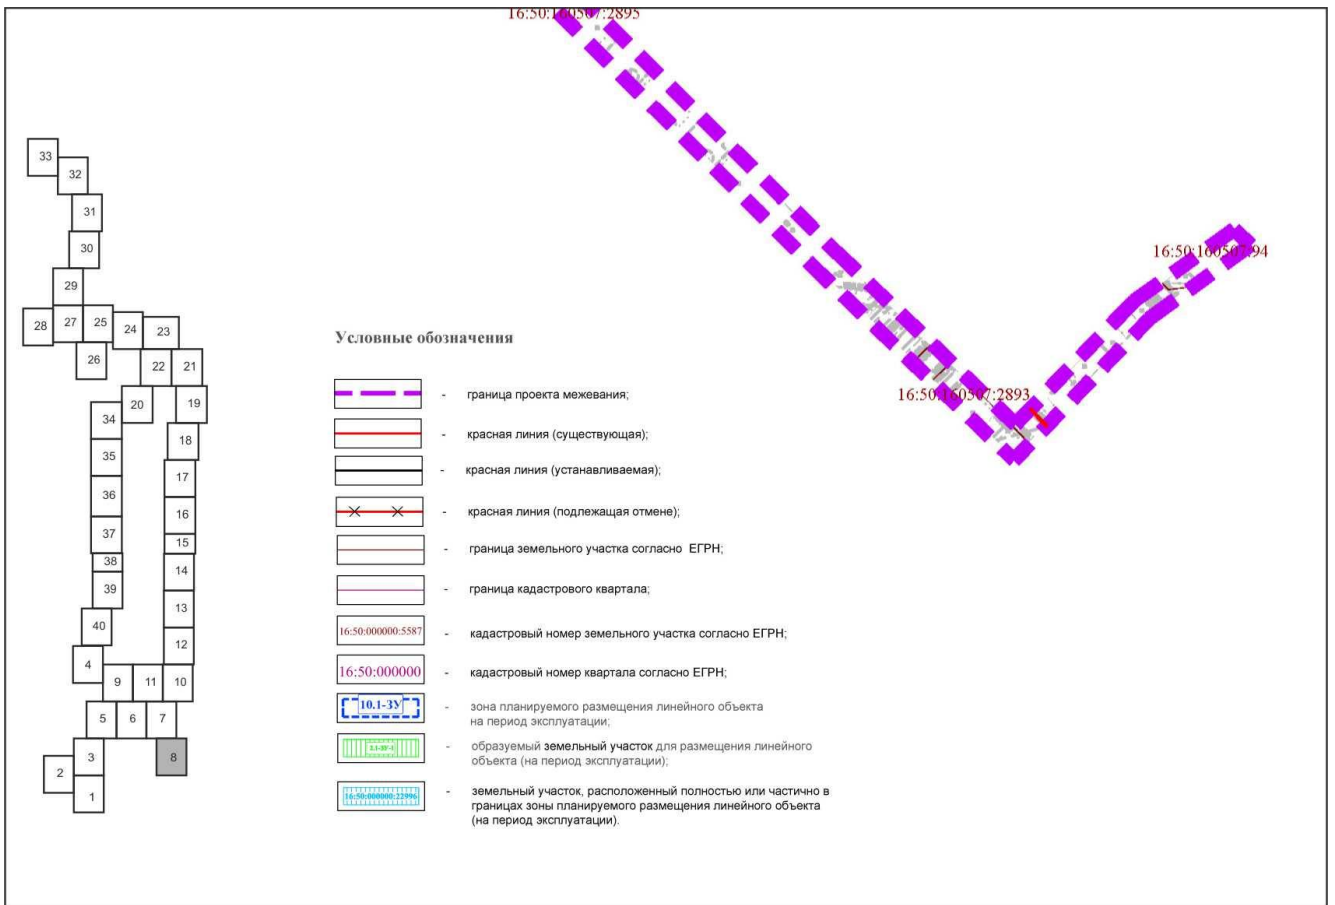 16:50:160507:2895
16:50:160507:94
16:50:160507:2893
33
32
31
30
29
28
27
25
24
23
26
22
21
20
19
34
18
35
17
36
16
37
15
38
14
39
13
40
12
4
9
11
10
5
6
7
3
8
2
1
Условные обозначения
- граница проекта межевания;
- красная линия (существующая);
- красная линия (устанавливаемая);
- красная линия (подлежащая отмене);
- граница земельного участка согласно ЕГРН;
- граница кадастрового квартала;
16:50:000000:5587 - кадастровый номер земельного участка согласно ЕГРН;
16:50:000000 - кадастровый номер квартала согласно ЕГРН;
10.1-ЗУ - зона планируемого размещения линейного объекта
на период эксплуатации;
- образуемый земельный участок для размещения линейного
объекта (на период эксплуатации);
16:50:000000:22996 - земельный участок, расположенный полностью или частично в
границах зоны планируемого размещения линейного объекта
(на период эксплуатации).